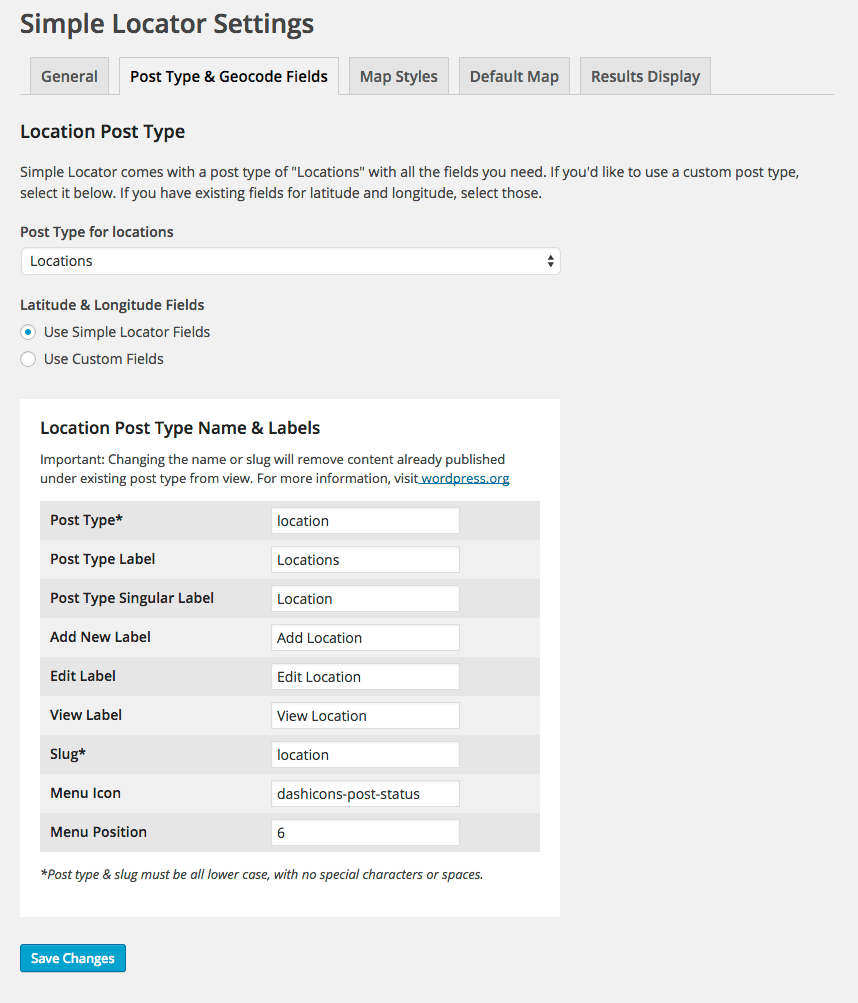 Simple Locator Settings
General
Post Type & Geocode Fields
Map Styles
Default Map
Results Display
Location Post Type
Simple Locator comes with a post type of "Locations" with all the fields you need. If you'd like to use a custom post type,
select it below. If you have existing fields for latitude and longitude, select those.
Post Type for locations
Locations
Latitude & Longitude Fields
Use Simple Locator Fields
Use Custom Fields
Location Post Type Name & Labels
Important: Changing the name or slug will remove content already published
under existing post type from view. For more information, visit wordpress.org
Post Type* location
Post Type Label Locations
Post Type Singular Label Location
Add New Label Add Location
Edit Label Edit Location
View Label View Location
Slug* location
Menu Icon dashicons-post-status
Menu Position 6
*Post type & slug must be all lower case, with no special characters or spaces.
Save Changes